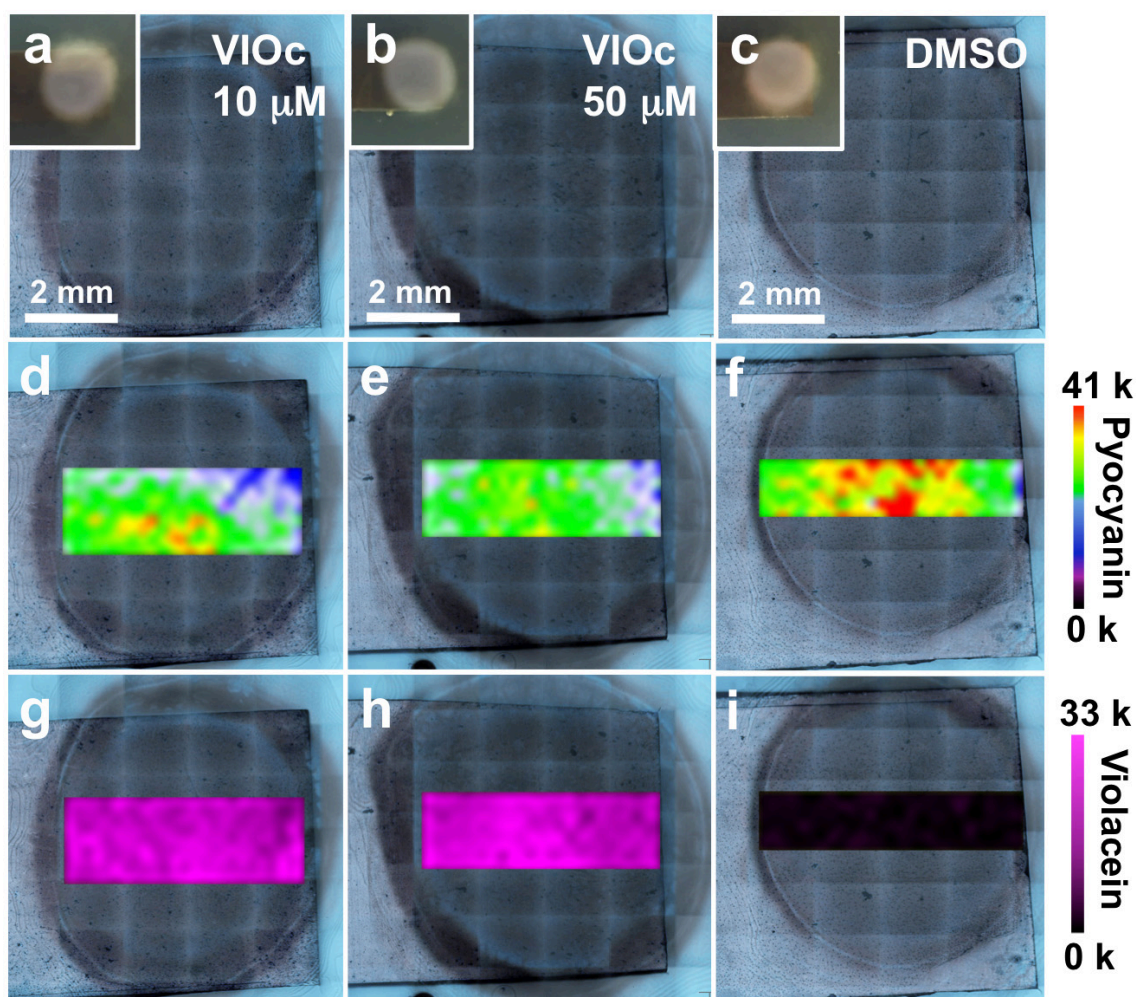 a
VIOc
10 μM
2 mm
b
VIOc
50 μM
2 mm
c
DMSO
2 mm
d
e
f
41 k
Pyocyanin
0 k
g
h
i
33 k
Violacein
0 k